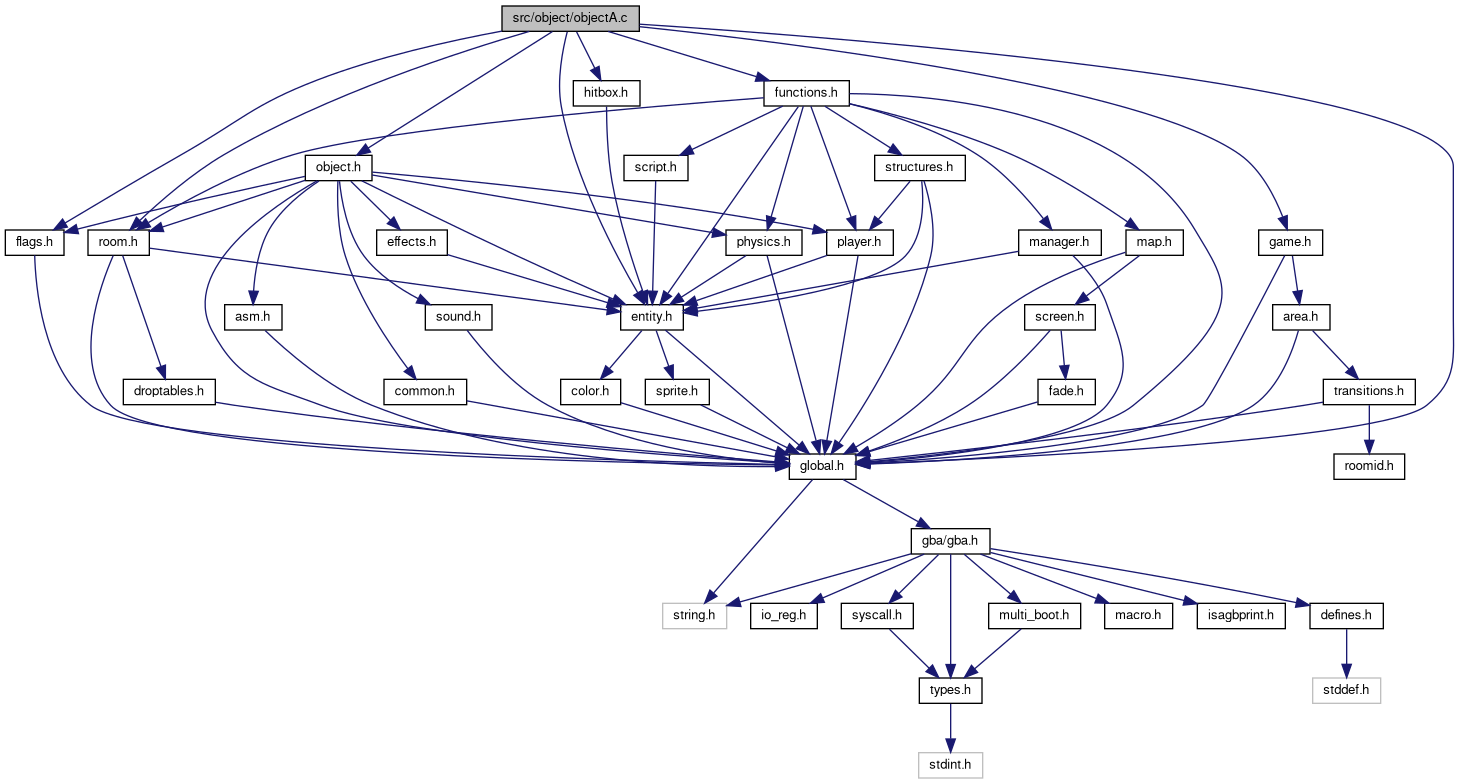 src/object/objectA.c
hitbox.h
functions.h
object.h
script.h
structures.h
flags.h
room.h
effects.h
physics.h
player.h
manager.h
map.h
game.h
asm.h
sound.h
entity.h
screen.h
area.h
droptables.h
common.h
color.h
sprite.h
fade.h
transitions.h
global.h
roomid.h
gba/gba.h
string.h
io_reg.h
syscall.h
multi_boot.h
macro.h
isagbprint.h
defines.h
types.h
stddef.h
stdint.h